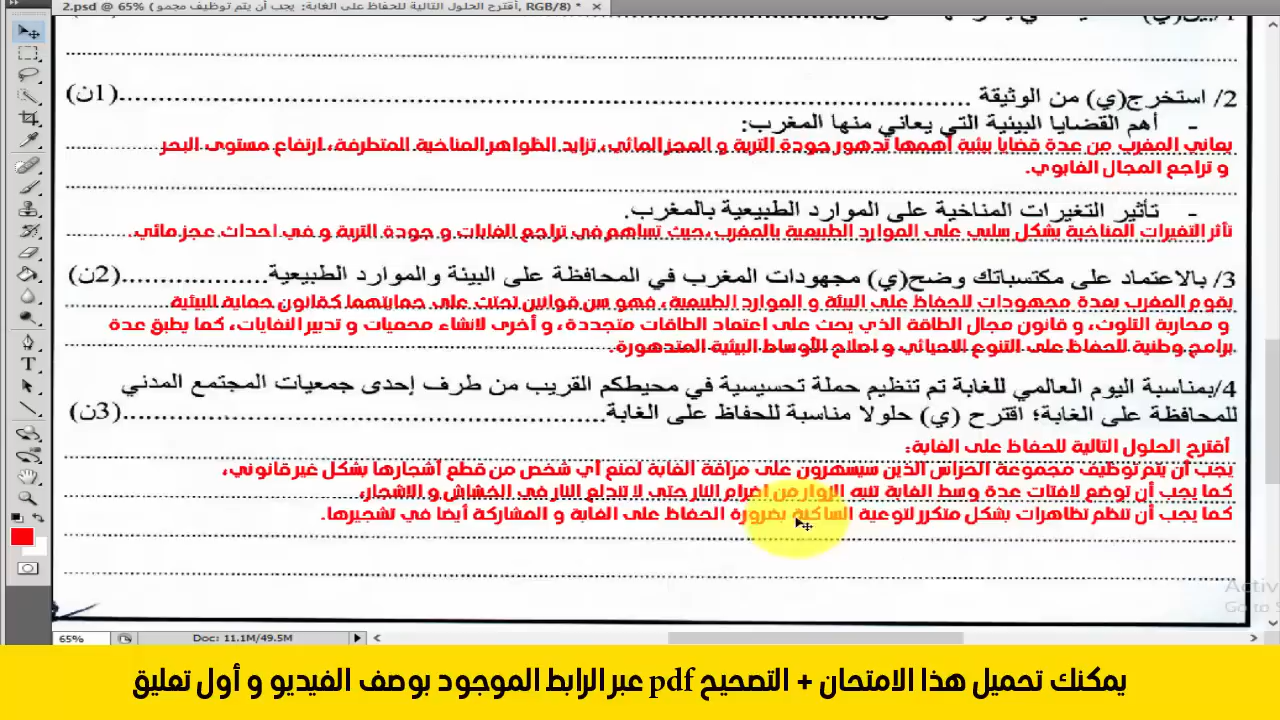 2.psd @ 65% (أقترح الحلول التالية للحفاظ على الغابة: يجب أن يتم توظيف مجمو, RGB/8) *
2/ استخرج(ي) من الوثيقة ....................(1ن)
- أهم القضايا البيئية التي يعاني منها المغرب:
يعاني المغرب من عدة قضايا بيئية أهمها تدهور جودة التربة و العجز المائي، تزايد الظواهر المناخية المتطرفة، ارتفاع مستوى البحر
و تراجع المجال الغابوي.
- تأثير التغيرات المناخية على الموارد الطبيعية بالمغرب.
تأثر التغيرات المناخية بشكل سلبي على الموارد الطبيعية بالمغرب،حيث تساهم في تراجع الغابات و جودة التربة و في احداث عجز مائي.
3/ بالاعتماد على مكتسباتك وضح(ي) مجهودات المغرب في المحافظة على البيئة والموارد الطبيعية....................(2ن)
يقوم المغرب بعدة مجهودات للحفاظ على البيئة و الموارد الطبيعية، فهو سن قوانين تحث على حمايتهما كقانون حماية البيئية
و محاربة التلوث، و قانون مجال الطاقة الذي يحث على اعتماد الطاقات متجددة، و أخرى لانشاء محميات و تدبير النفايات، كما يطبق عدة
برامج وطنية للحفاظ على التنوع الاحيائي و اصلاح الأوساط البيئية المتدهورة.
4/بمناسبة اليوم العالمي للغابة تم تنظيم حملة تحسيسية في محيطكم القريب من طرف إحدى جمعيات المجتمع المدني
للمحافظة على الغابة؛ اقترح (ي) حلولا مناسبة للحفاظ على الغابة....................(3ن)
أقترح الحلول التالية للحفاظ على الغابة:
يجب أن يتم توظيف مجموعة الحراس الذين سيسهرون على مراقة الغابة لمنع أي شخص من قطع أشجارها بشكل غير قانوني،
كما يجب أن توضع لافتات عدة وسط الغابة تنبه الزوار من اضرام النار حتى لا تندلع النار في الحشاش و الاشجار،
كما يجب أن تنظم تظاهرات بشكل متكرر لتوعية الساكنة بضرورة الحفاظ على الغابة و المشاركة أيضا في تشجيرها.
65% Doc: 11.1M/49.5M
يمكنك تحميل هذا الامتحان + التصحيح pdf عبر الرابط الموجود بوصف الفيديو و أول تعليق